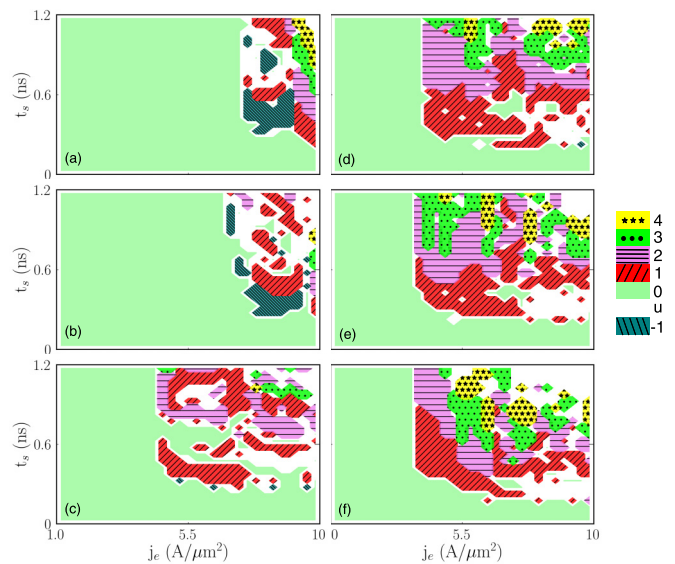 1.2
t_s (ns)
0.6
0
(a)
(d)
1.2
t_s (ns)
0.6
0
(b)
(e)
4
3
2
1
0
u
-1
1.2
t_s (ns)
0.6
0
(c)
(f)
1.0
5.5
10
0
5.5
10
j_e (A/μm²)
j_e (A/μm²)